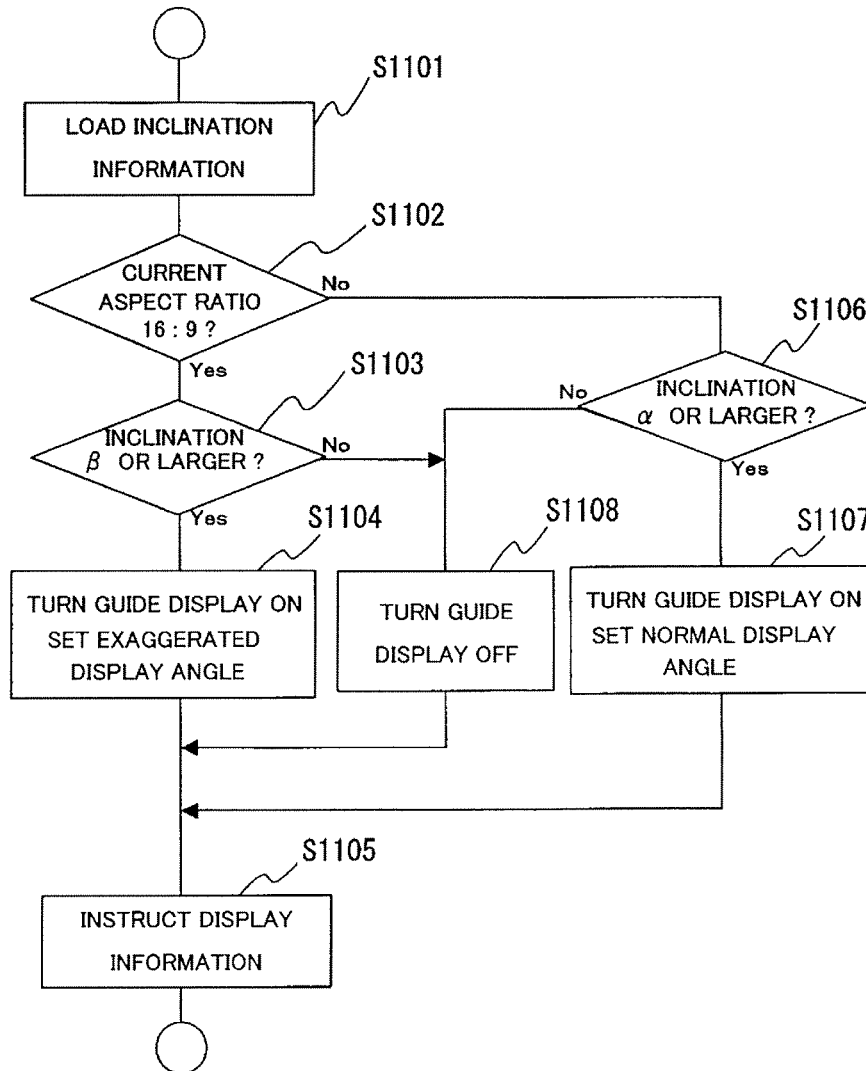 S1101
LOAD INCLINATION
INFORMATION
S1102
CURRENT
ASPECT RATIO
16 : 9 ?
No
Yes
S1106
INCLINATION
α OR LARGER ?
No
Yes
S1103
INCLINATION
β OR LARGER ?
No
Yes
S1104
TURN GUIDE DISPLAY ON
SET EXAGGERATED
DISPLAY ANGLE
S1108
TURN GUIDE
DISPLAY OFF
S1107
TURN GUIDE DISPLAY ON
SET NORMAL DISPLAY
ANGLE
S1105
INSTRUCT DISPLAY
INFORMATION